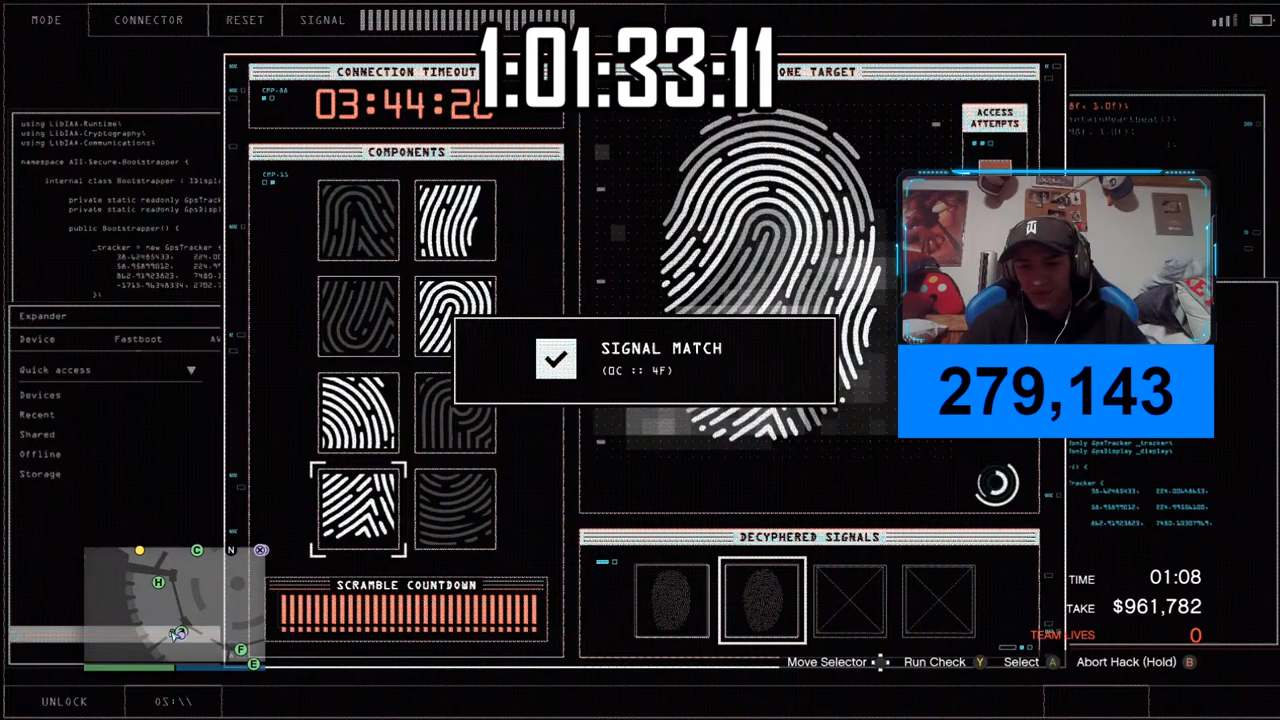 MODE
CONNECTOR
RESET
SIGNAL
1:01:33:11
CONNECTION TIMEOUT
03:44:2
ONE TARGET
ACCESS
ATTEMPTS
COMPONENTS
using LibIAA.Runtime\
using LibIAA.Cryptography\
using LibIAA.Communications\
namespace AII.Secure.Bootstrapper {
internal class Bootstrapper : IDispl
private static readonly GpsTracke
private static readonly GpsDispl
public Bootstrapper() {
_tracker = new GpsTracke
Expander
Device
Fastboot
Quick access
Devices
Recent
Shared
Offline
Storage
SIGNAL MATCH
(0C :: 4F)
279,143
DECYPHERED SIGNALS
SCRAMBLE COUNTDOWN
C
N
H
F
E
TIME 01:08
TAKE $961,782
TEAM LIVES 0
Move Selector
Run Check Y
Select A
Abort Hack (Hold) B
UNLOCK
OS:\\